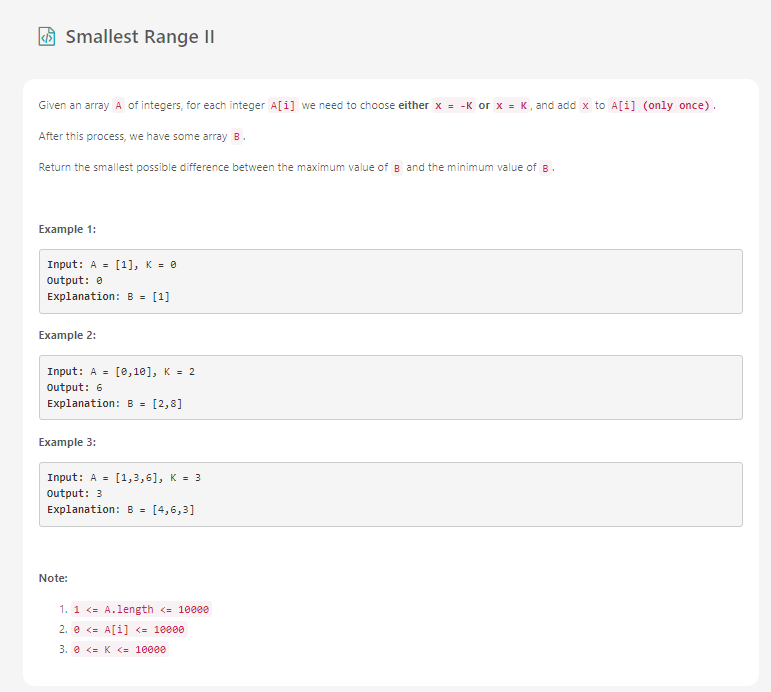 Smallest Range II
Given an array A of integers, for each integer A[i] we need to choose either x = -K or x = K, and add x to A[i] (only once).
After this process, we have some array B.
Return the smallest possible difference between the maximum value of B and the minimum value of B.
Example 1:
Input: A = [1], K = 0
Output: 0
Explanation: B = [1]
Example 2:
Input: A = [0,10], K = 2
Output: 6
Explanation: B = [2,8]
Example 3:
Input: A = [1,3,6], K = 3
Output: 3
Explanation: B = [4,6,3]
Note:
1. 1 <= A.length <= 10000
2. 0 <= A[i] <= 10000
3. 0 <= K <= 10000